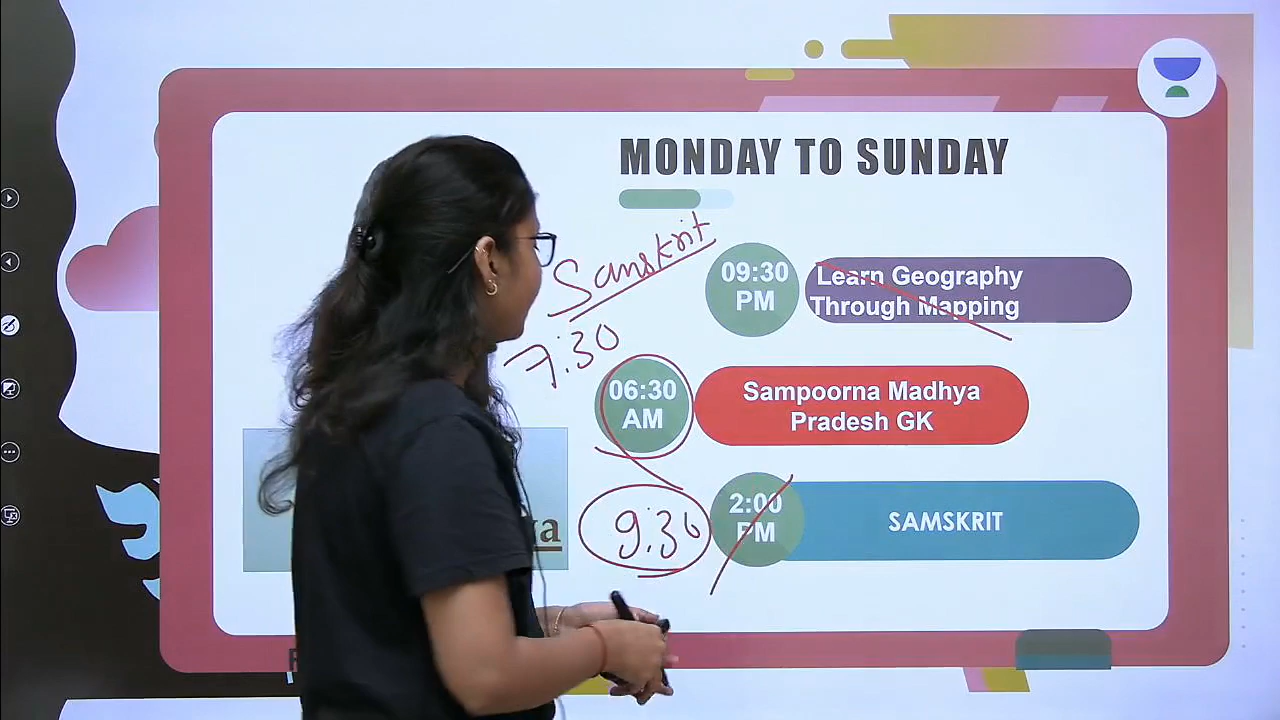 MONDAY TO SUNDAY
Sanskrit
7:30
09:30
PM
Learn Geography
Through Mapping
06:30
AM
Sampoorna Madhya
Pradesh GK
9:30
2:00
PM
SAMSKRIT